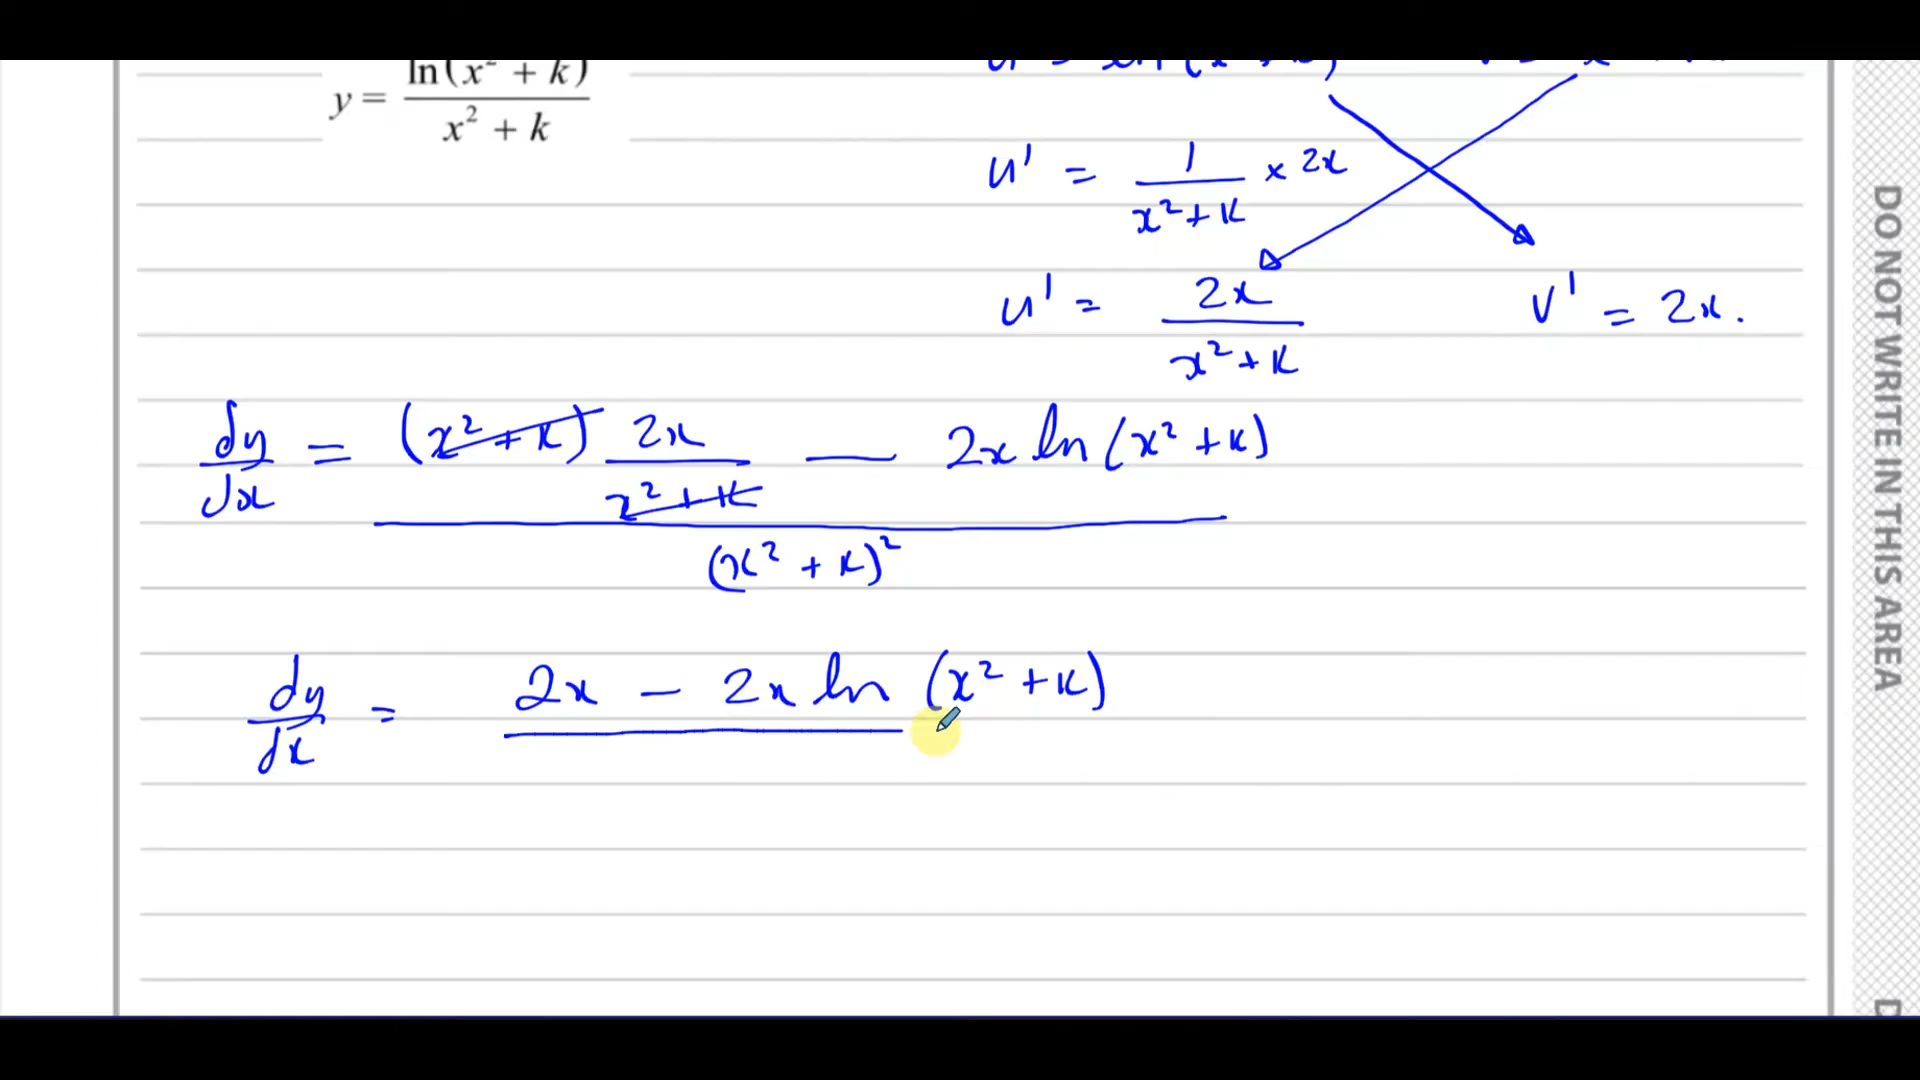 y = ln(x² + k) / x² + k
u' = 1/(x² + k) × 2x
u' = 2x/(x² + k) v' = 2x.
dy/dx = ((x² + k) 2x/(x² + k) — 2x ln(x² + k)) / (x² + k)²
dy/dx = 2x – 2x ln (x² + k)
DO NOT WRITE IN THIS AREA